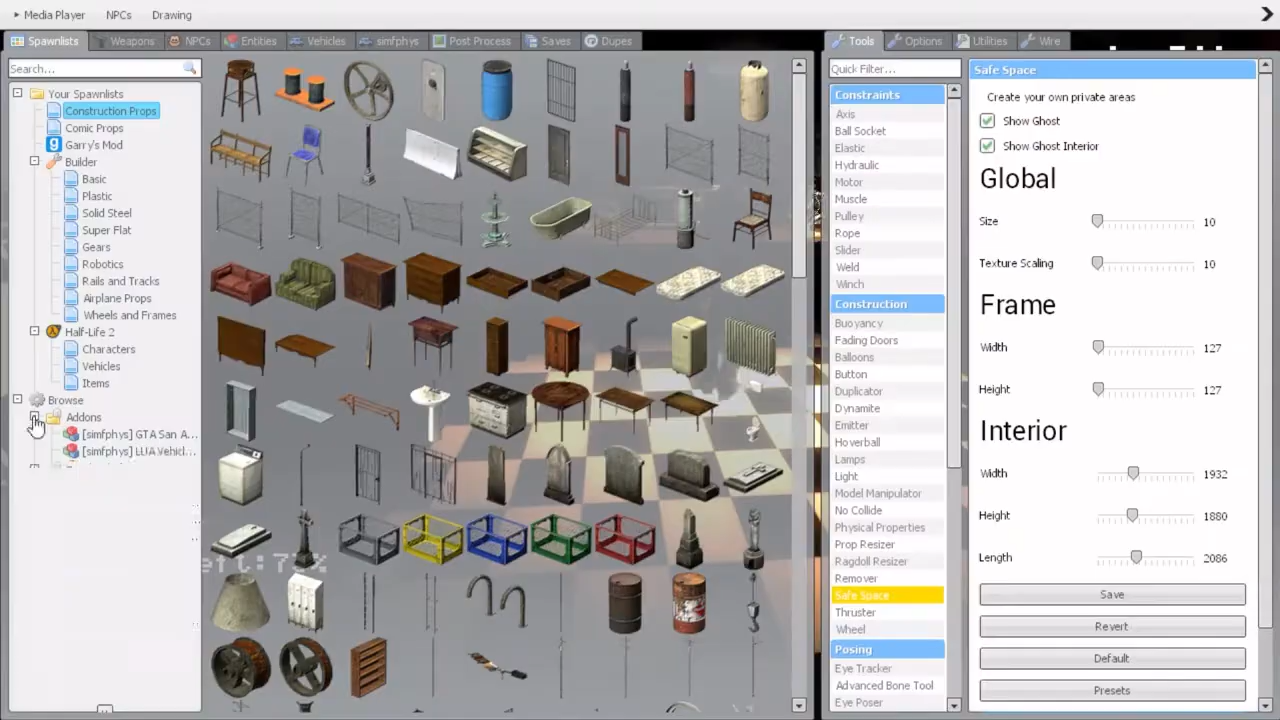 Media Player NPCs Drawing
Spawnlists Weapons NPCs Entities Vehicles simfphys Post Process Saves Dupes
Search...
Your Spawnlists
Construction Props
Comic Props
Garry's Mod
Builder
Basic
Plastic
Solid Steel
Super Flat
Gears
Robotics
Rails and Tracks
Airplane Props
Wheels and Frames
Half-Life 2
Characters
Vehicles
Items
Browse
Addons
[simfphys] GTA San A...
[simfphys] LUA Vehicl...
Tools Options Utilities Wire
Quick Filter...
Constraints
Axis
Ball Socket
Elastic
Hydraulic
Motor
Muscle
Pulley
Rope
Slider
Weld
Winch
Construction
Buoyancy
Fading Doors
Balloons
Button
Duplicator
Dynamite
Emitter
Hoverball
Lamps
Light
Model Manipulator
No Collide
Physical Properties
Prop Resizer
Ragdoll Resizer
Remover
Safe Space
Thruster
Wheel
Posing
Eye Tracker
Advanced Bone Tool
Eye Poser
Safe Space
Create your own private areas
Show Ghost
Show Ghost Interior
Global
Size 10
Texture Scaling 10
Frame
Width 127
Height 127
Interior
Width 1932
Height 1880
Length 2086
Save
Revert
Default
Presets